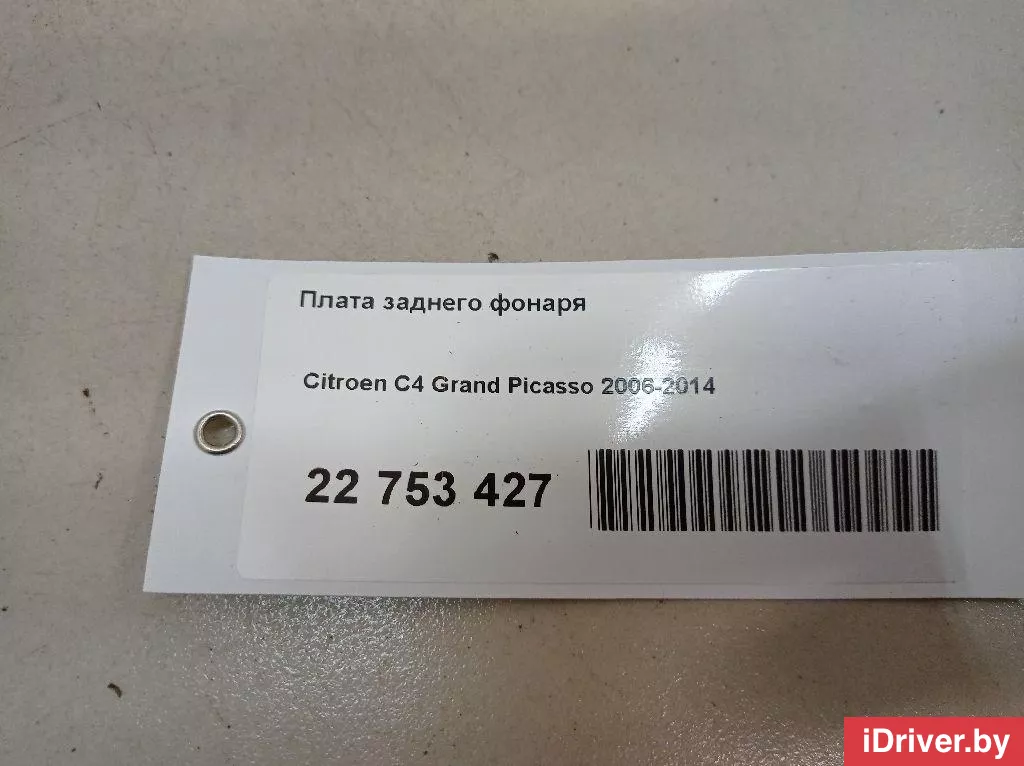 Плата заднего фонаря
Citroen C4 Grand Picasso 2006-2014
22 753 427
iDriver.by